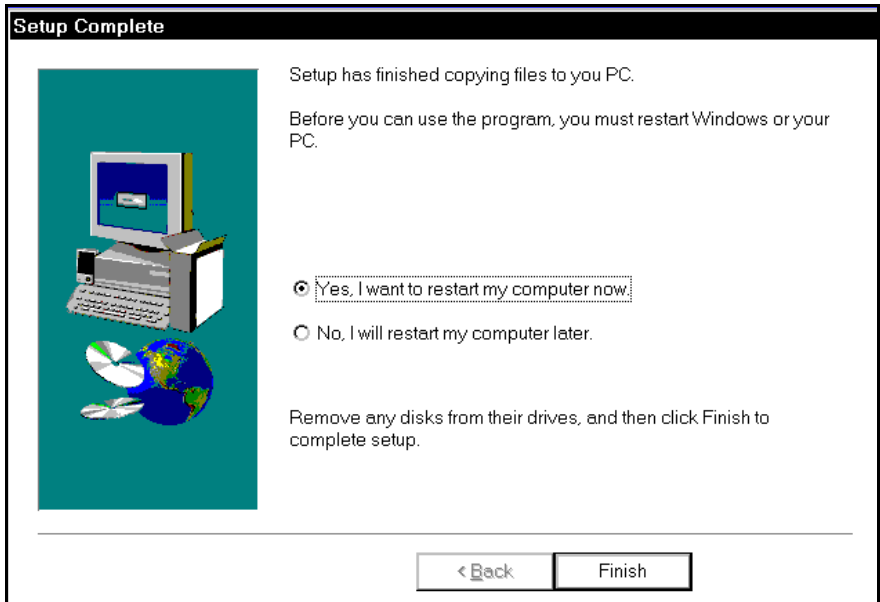 Setup Complete
Setup has finished copying files to you PC.
Before you can use the program, you must restart Windows or your
PC.
Yes, I want to restart my computer now.
No, I will restart my computer later.
Remove any disks from their drives, and then click Finish to
complete setup.
< Back
Finish